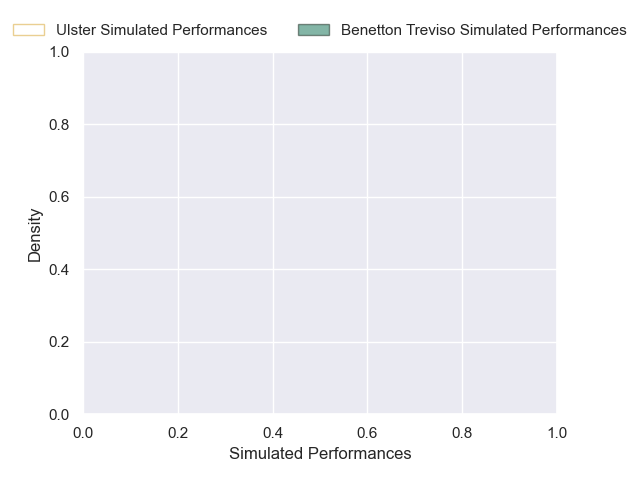 Ulster Simulated Performances
Benetton Treviso Simulated Performances
1.0
0.8
0.6
0.4
0.2
0.0
Density
0.0 0.2 0.4 0.6 0.8 1.0
Simulated Performances